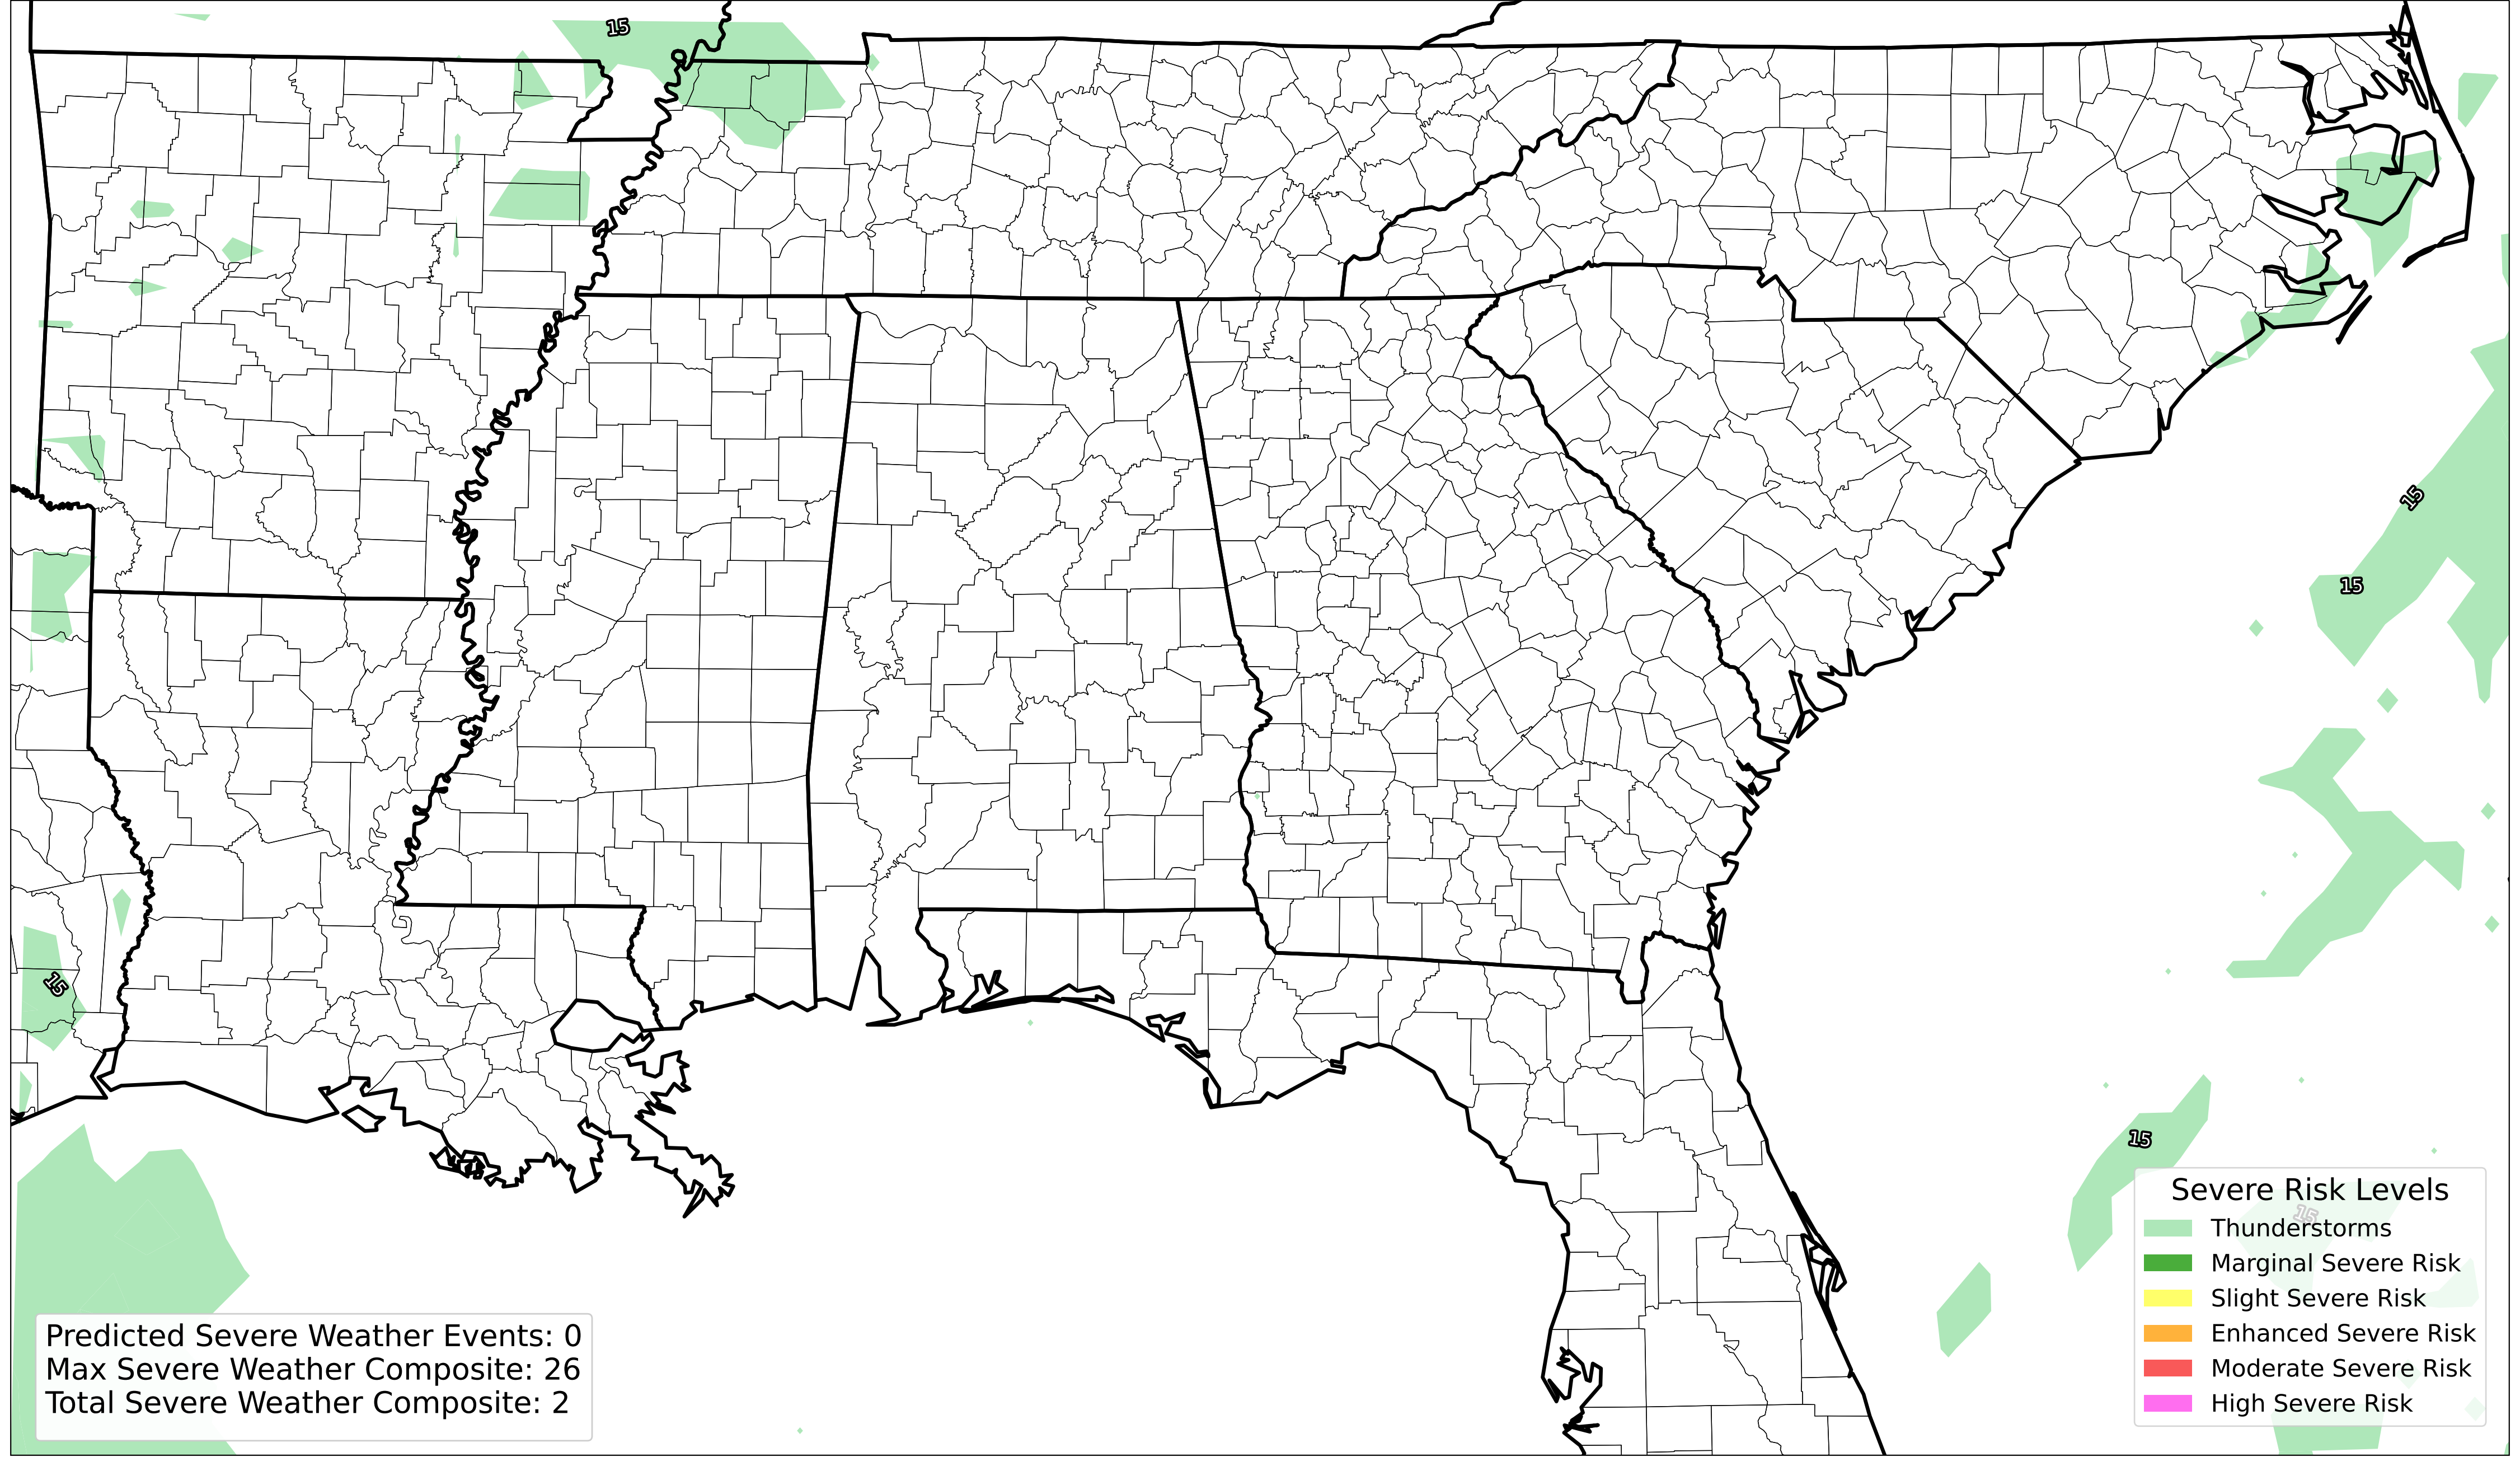 15
15
15
15
15
Severe Risk Levels
15
Thunderstorms
Marginal Severe Risk
Slight Severe Risk
Enhanced Severe Risk
Moderate Severe Risk
High Severe Risk
Predicted Severe Weather Events: 0
Max Severe Weather Composite: 26
Total Severe Weather Composite: 2